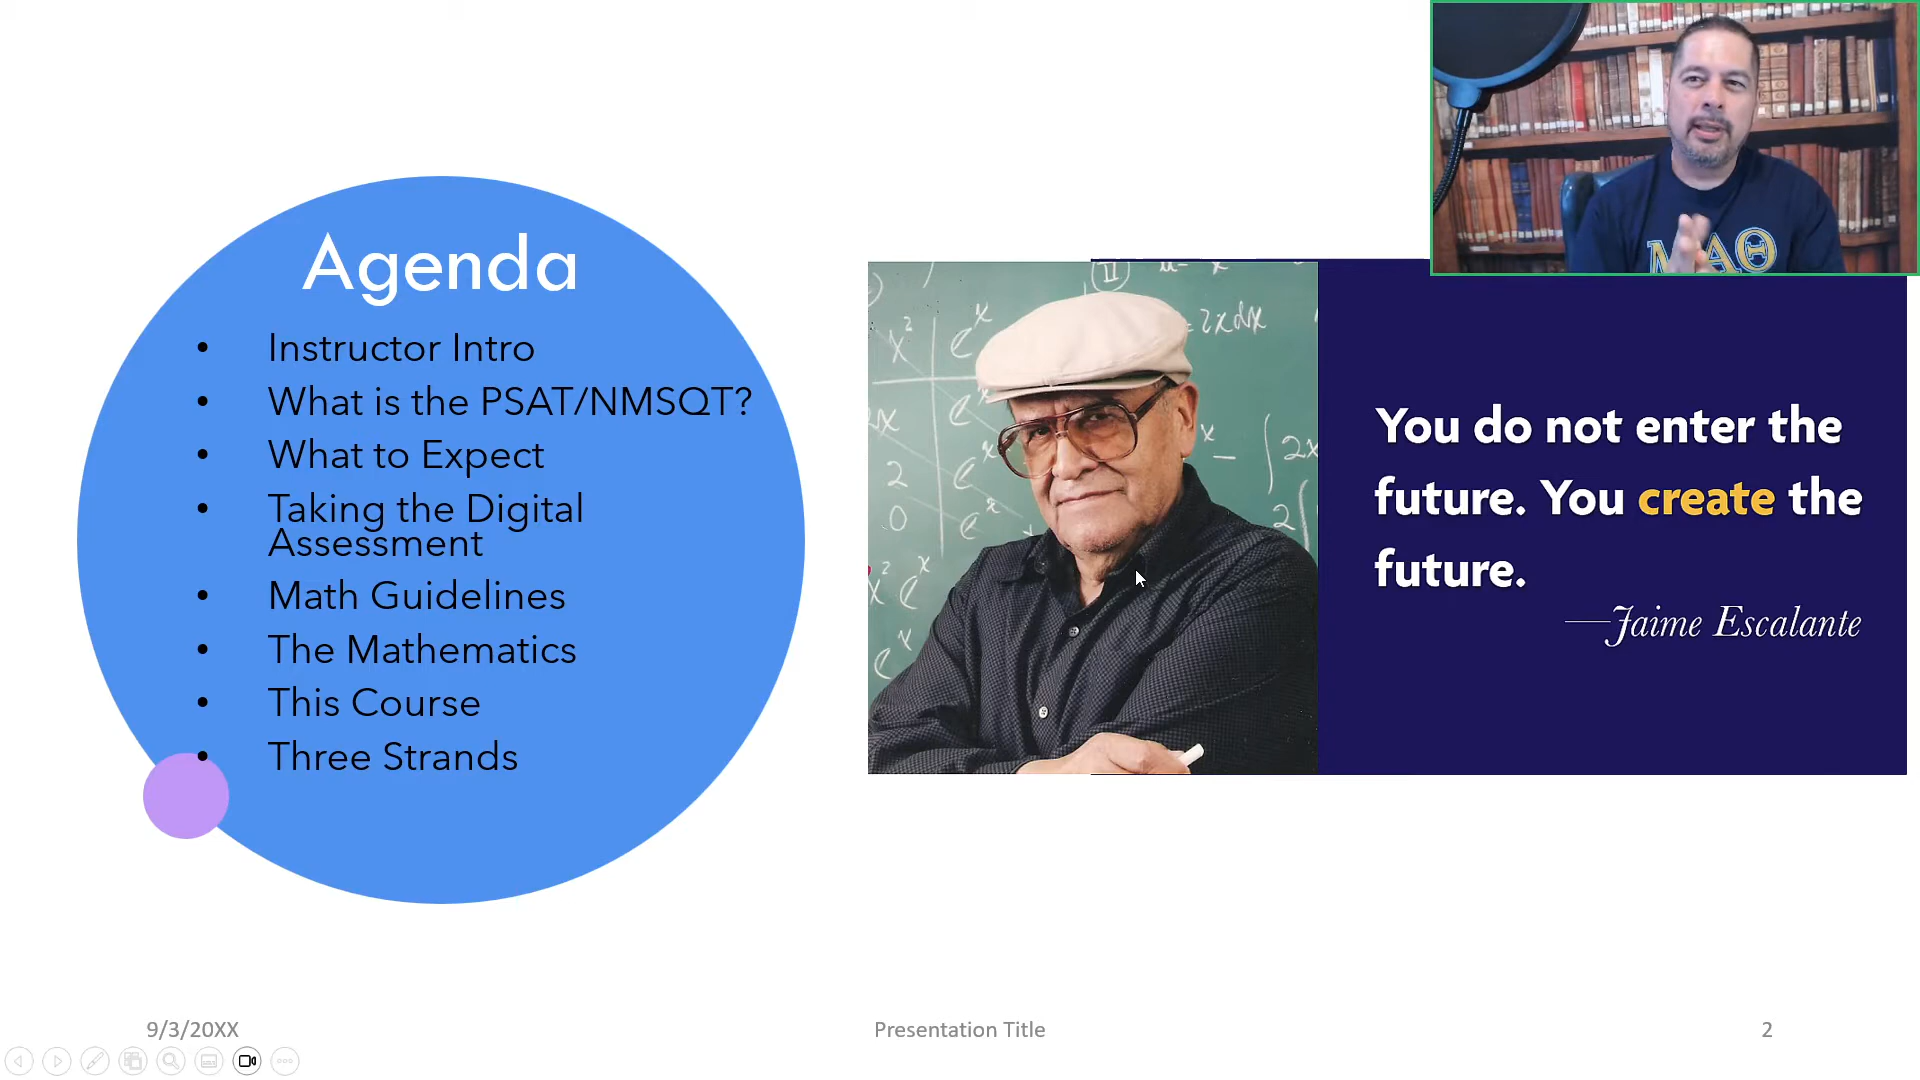 Agenda
• Instructor Intro
• What is the PSAT/NMSQT?
• What to Expect
• Taking the Digital
Assessment
• Math Guidelines
• The Mathematics
• This Course
• Three Strands
ΜΑΘ
You do not enter the
future. You create the
future.
—Jaime Escalante
9/3/20XX
Presentation Title
2